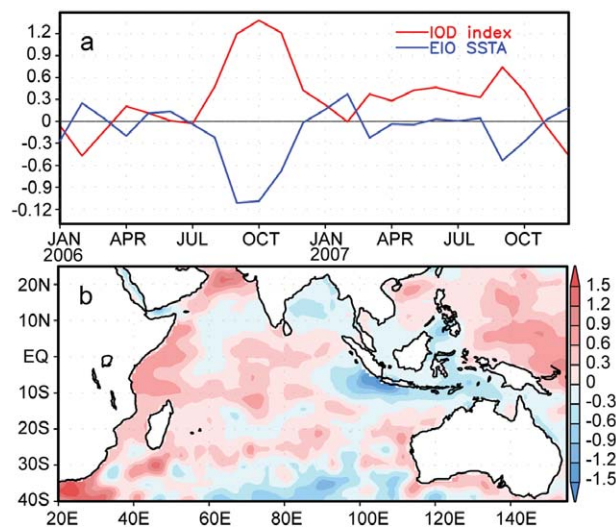 a
IOD index
EIO SSTA
1.2
0.9
0.6
0.3
0
-0.3
-0.6
-0.9
-0.12
JAN APR JUL OCT JAN APR JUL OCT
2006 2007
b
20N
10N
EQ
10S
20S
30S
40S
20E 40E 60E 80E 100E 120E 140E
1.5
1.2
0.9
0.6
0.3
0
-0.3
-0.6
-0.9
-1.2
-1.5